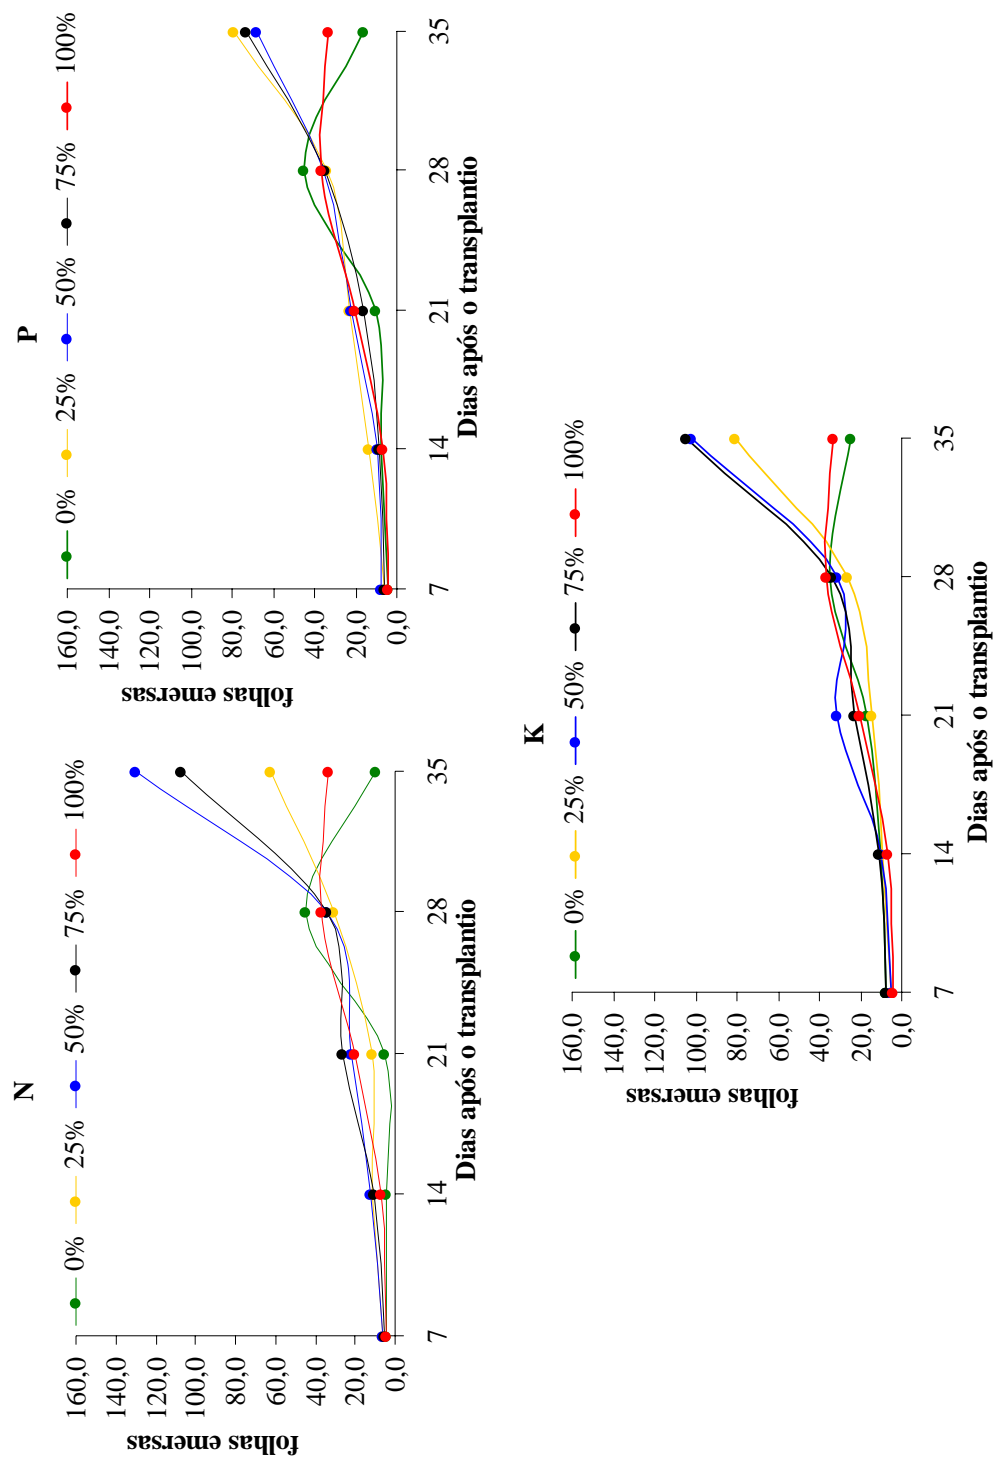 N
0% 25% 50% 75% 100%
160,0
140,0
120,0
100,0
80,0
60,0
40,0
20,0
0,0
folhas emersas
7 14 21 28 35
Dias após o transplantio
P
0% 25% 50% 75% 100%
160,0
140,0
120,0
100,0
80,0
60,0
40,0
20,0
0,0
folhas emersas
7 14 21 28 35
Dias após o transplantio
K
0% 25% 50% 75% 100%
160,0
140,0
120,0
100,0
80,0
60,0
40,0
20,0
0,0
folhas emersas
7 14 21 28 35
Dias após o transplantio